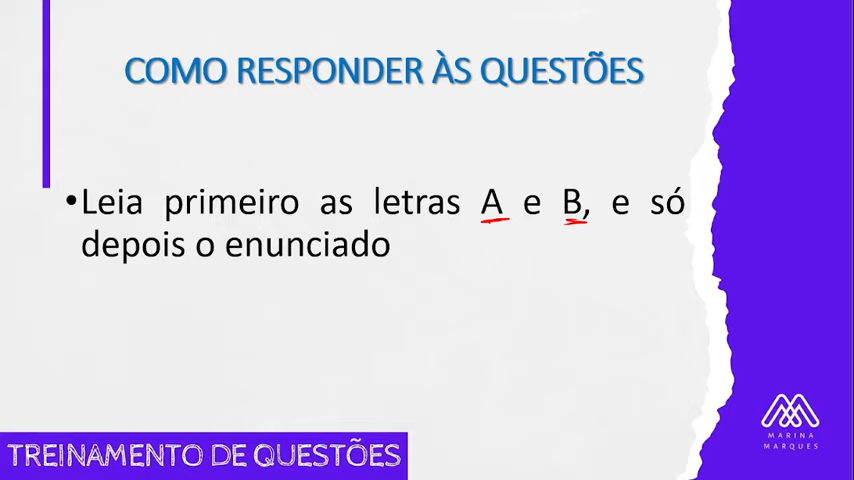 COMO RESPONDER ÀS QUESTÕES
•Leia primeiro as letras A e B, e só
depois o enunciado
TREINAMENTO DE QUESTÕES
MARINA
MARQUES